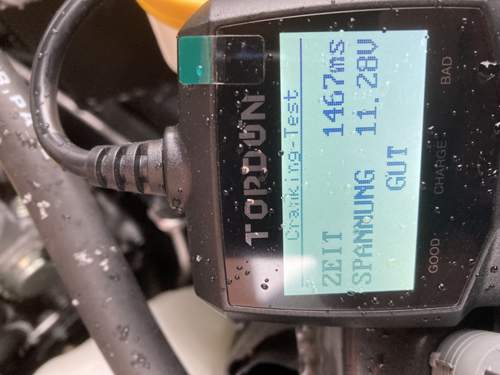 TOPDON
Cranking-Test
ZEIT 1467ms
SPANNUNG 11.28V
GUT
GOOD
CHARGE
BAD